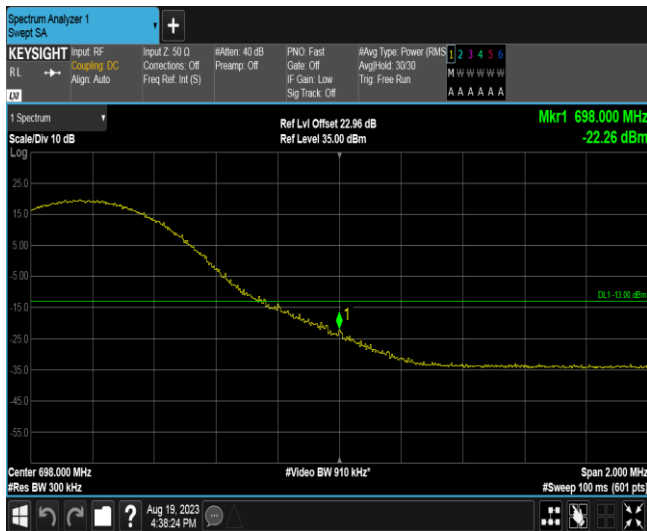 Spectrum Analyzer 1
Swept SA
+
KEYSIGHT
RL
LXI
Input: RF
Coupling: DC
Align: Auto
Input Z: 50 Ω
Corrections: Off
Freq Ref: Int (S)
#Atten: 40 dB
Preamp: Off
PNO: Fast
Gate: Off
IF Gain: Low
Sig Track: Off
#Avg Type: Power (RMS
Avg|Hold: 30/30
Trig: Free Run
1 2 3 4 5 6
M W W W W W
A A A A A A
1 Spectrum
Scale/Div 10 dB
Log
Ref Lvl Offset 22.96 dB
Ref Level 35.00 dBm
Mkr1 698.000 MHz
-22.26 dBm
25.0
15.0
5.00
-5.00
-15.0
-25.0
-35.0
-45.0
-55.0
DL1 -13.00 dBm
1
Center 698.000 MHz
#Res BW 300 kHz
#Video BW 910 kHz*
Span 2.000 MHz
#Sweep 100 ms (601 pts)
?
Aug 19, 2023
4:38:24 PM